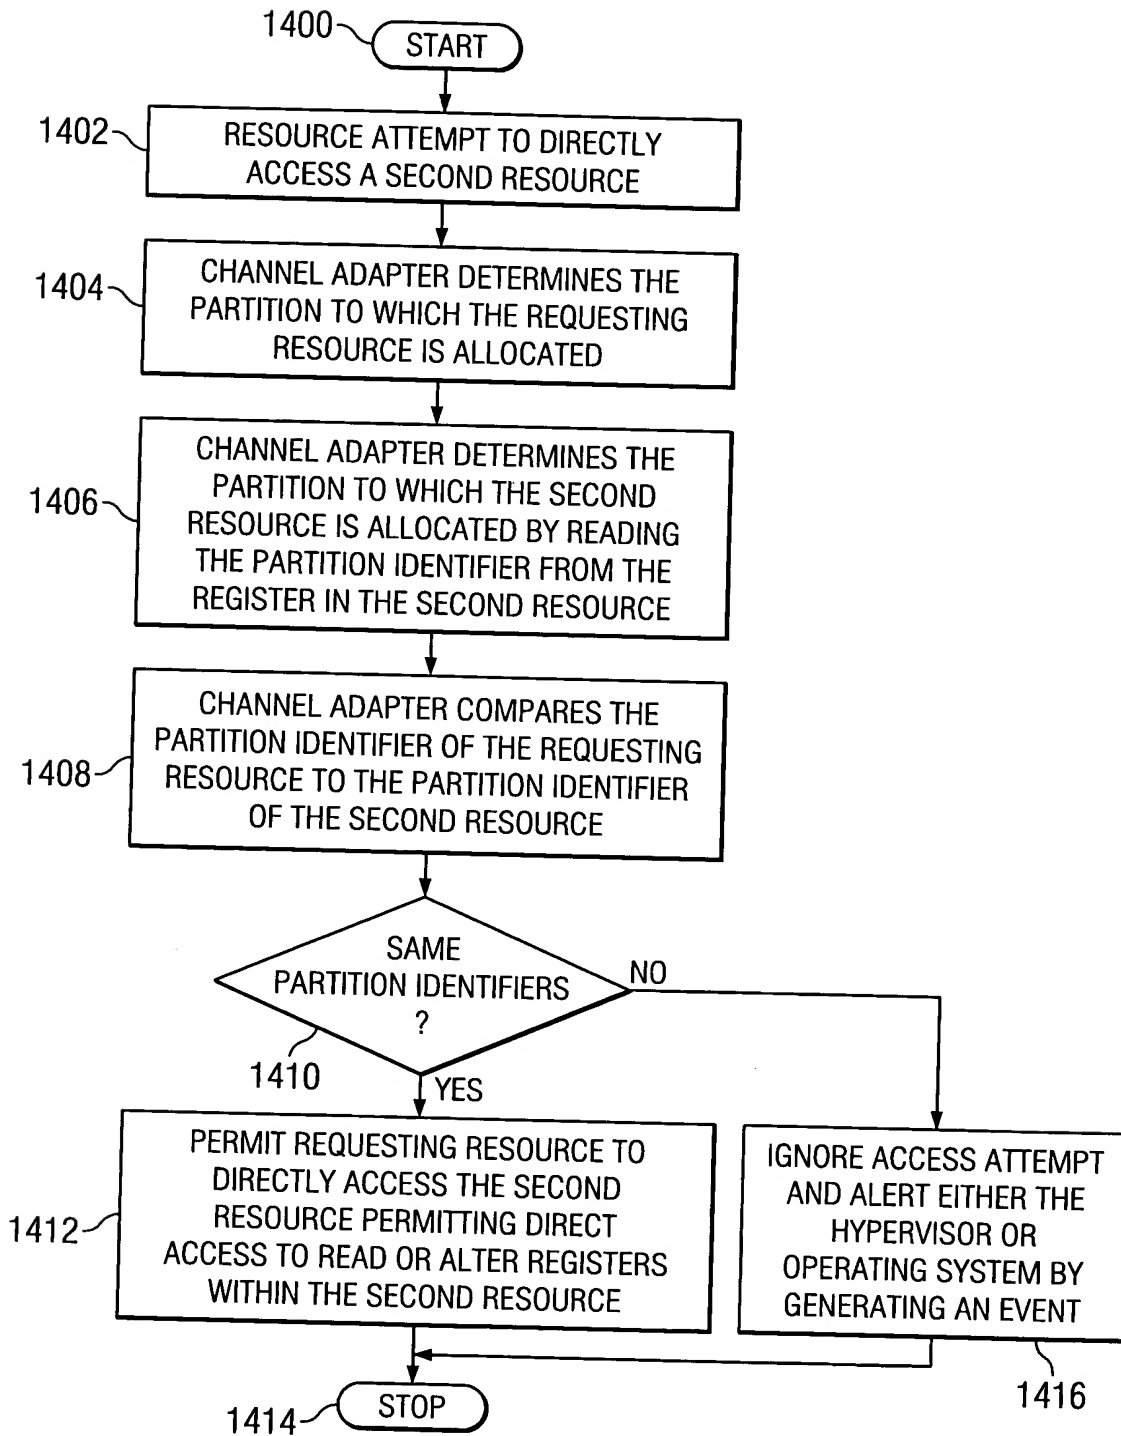 1400
START
1402
RESOURCE ATTEMPT TO DIRECTLY
ACCESS A SECOND RESOURCE
1404
CHANNEL ADAPTER DETERMINES THE
PARTITION TO WHICH THE REQUESTING
RESOURCE IS ALLOCATED
1406
CHANNEL ADAPTER DETERMINES THE
PARTITION TO WHICH THE SECOND
RESOURCE IS ALLOCATED BY READING
THE PARTITION IDENTIFIER FROM THE
REGISTER IN THE SECOND RESOURCE
1408
CHANNEL ADAPTER COMPARES THE
PARTITION IDENTIFIER OF THE REQUESTING
RESOURCE TO THE PARTITION IDENTIFIER
OF THE SECOND RESOURCE
SAME
PARTITION IDENTIFIERS
?
NO
1410
YES
1412
PERMIT REQUESTING RESOURCE TO
DIRECTLY ACCESS THE SECOND
RESOURCE PERMITTING DIRECT
ACCESS TO READ OR ALTER REGISTERS
WITHIN THE SECOND RESOURCE
IGNORE ACCESS ATTEMPT
AND ALERT EITHER THE
HYPERVISOR OR
OPERATING SYSTEM BY
GENERATING AN EVENT
1416
1414
STOP